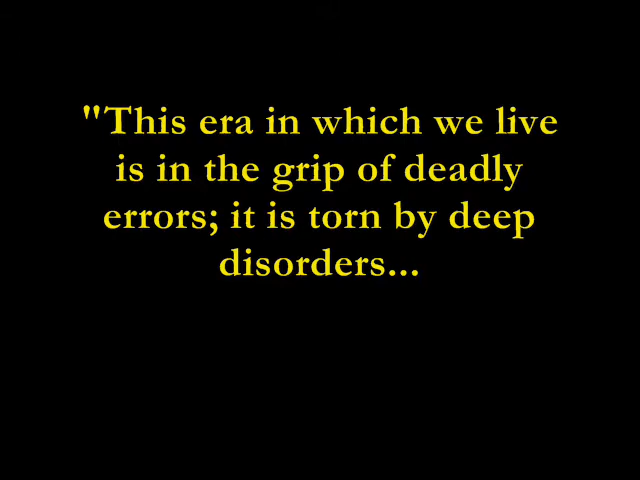 "This era in which we live
is in the grip of deadly
errors; it is torn by deep
disorders...